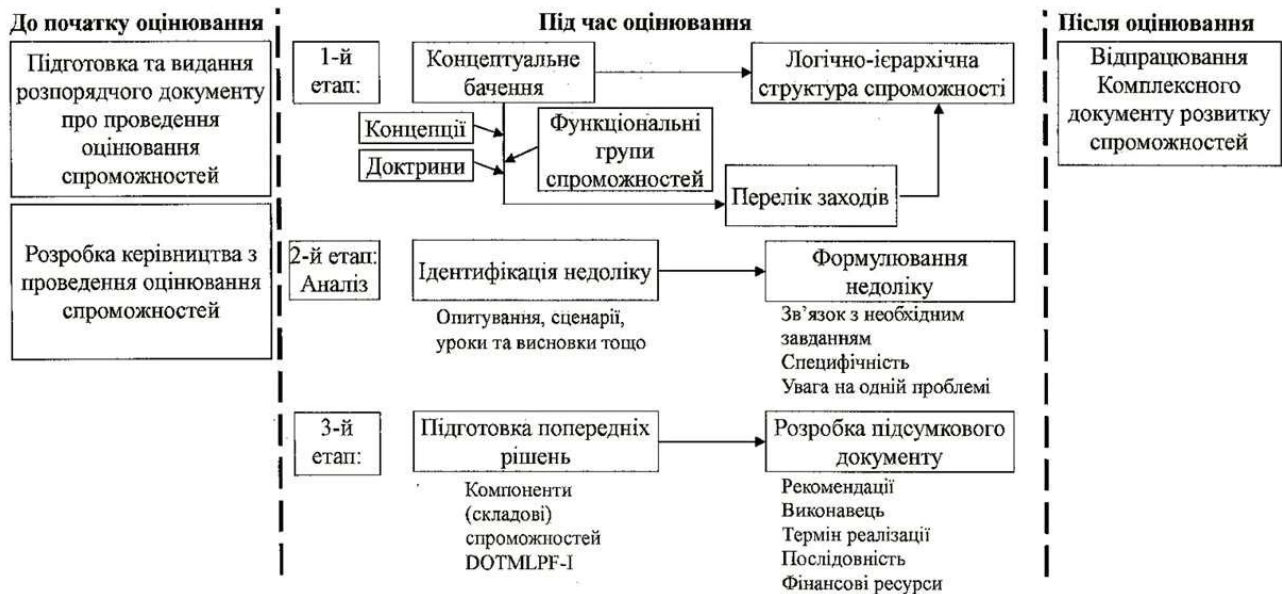 До початку оцінювання
Під час оцінювання
Після оцінювання
Підготовка та видання
розпорядчого документу
про проведення
оцінювання
спроможностей
Розробка керівництва з
проведення оцінювання
спроможностей
1-й
етап:
Концептуальне
бачення
Логічно-ієрархічна
структура спроможності
Концепції
Доктрини
Функціональні
групи
спроможностей
Перелік заходів
2-й етап:
Аналіз
Ідентифікація недоліку
Опитування, сценарії,
уроки та висновки тощо
Формулювання
недоліку
Зв’язок з необхідним
завданням
Специфічність
Увага на одній проблемі
3-й
етап:
Підготовка попередніх
рішень
Компоненти
(складові)
спроможностей
DOTMLPF-I
Розробка підсумкового
документу
Рекомендації
Виконавець
Термін реалізації
Послідовність
Фінансові ресурси
Відпрацювання
Комплексного
документу розвитку
спроможностей